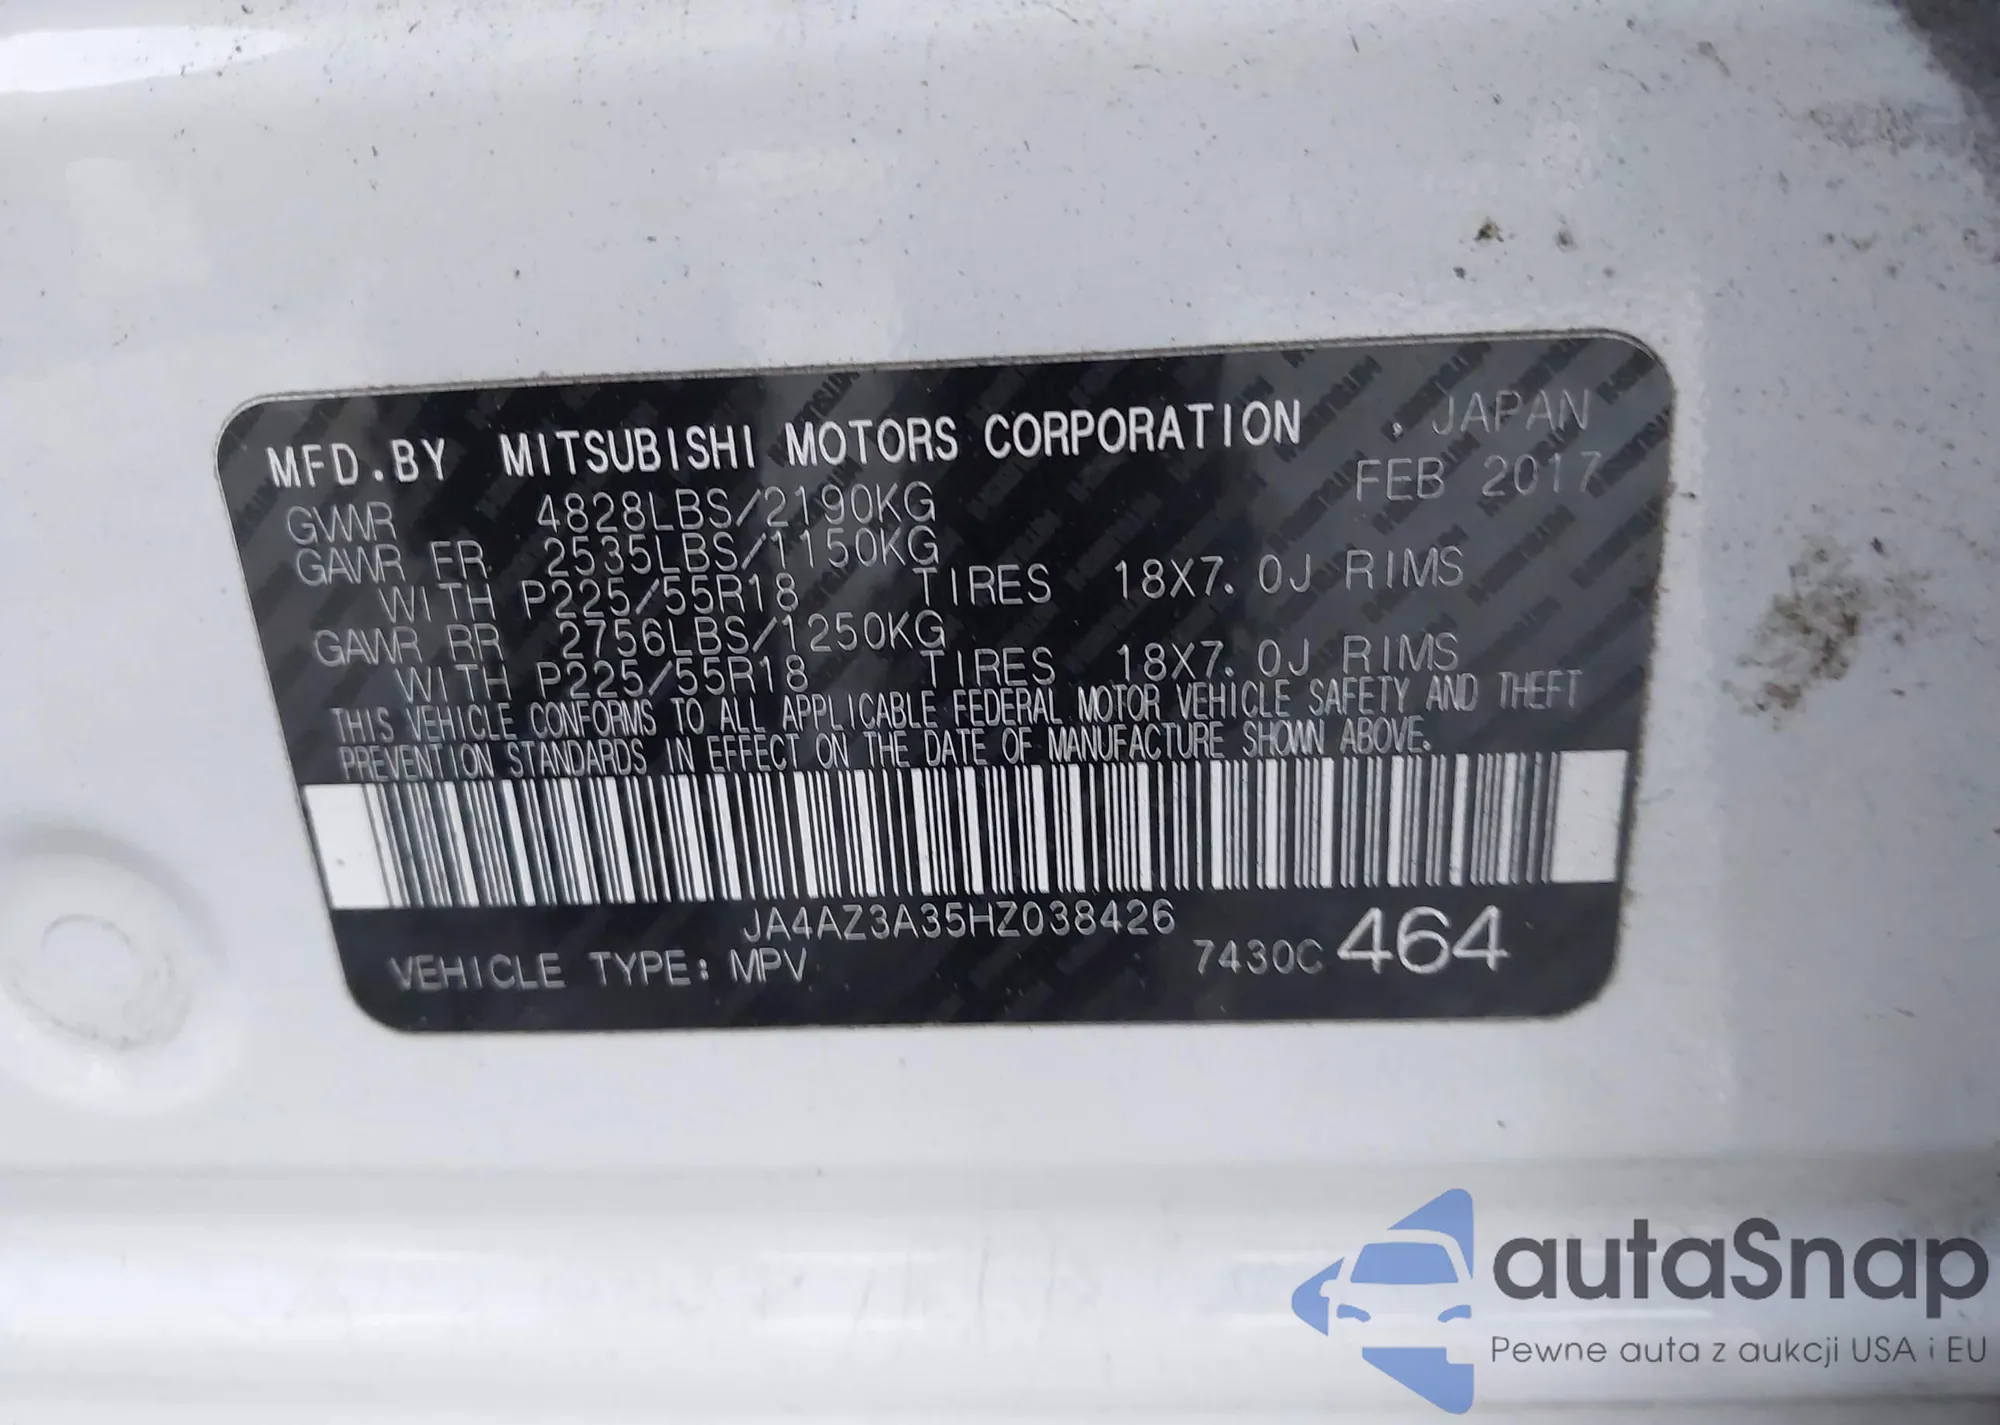 MFD.BY MITSUBISHI MOTORS CORPORATION , JAPAN
GVWR 4828LBS/2190KG FEB 2017
GAWR FR 2535LBS/1150KG
WITH P225/55R18 TIRES 18X7.0J RIMS
GAWR RR 2756LBS/1250KG
WITH P225/55R18 TIRES 18X7.0J RIMS
THIS VEHICLE CONFORMS TO ALL APPLICABLE FEDERAL MOTOR VEHICLE SAFETY AND THEFT
PREVENTION STANDARDS IN EFFECT ON THE DATE OF MANUFACTURE SHOWN ABOVE.
JA4AZ3A35HZ038426
VEHICLE TYPE: MPV 7430C 464
autaSnap
Pewne auta z aukcji USA i EU